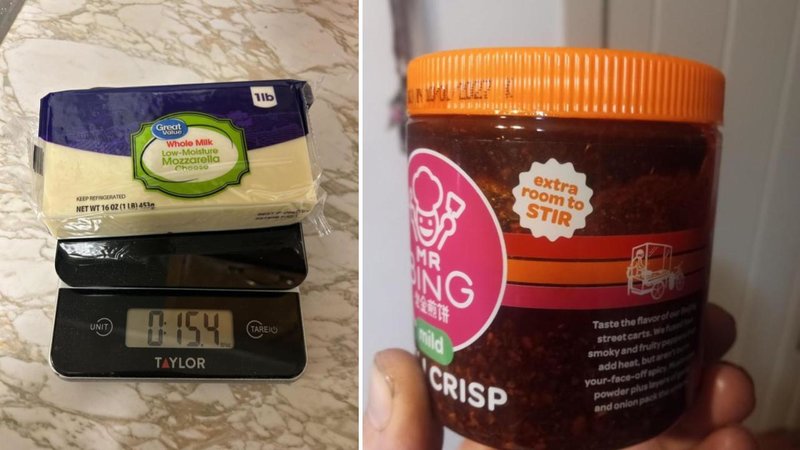 1lb
Great
Value
Whole Milk
Low-Moisture
Mozzarella
Cheese
KEEP REFRIGERATED
NET WT 16 OZ (1 LB) 453g
UNIT
0:15.4
TARE
TAYLOR
2027
extra
room to
STIR
MR
BING
mild
CRISP
Taste the flavor of our
street carts. We fused
smoky and fruity
add heat, but
your-face-off spicy.
powder plus layers of
and onion pack the